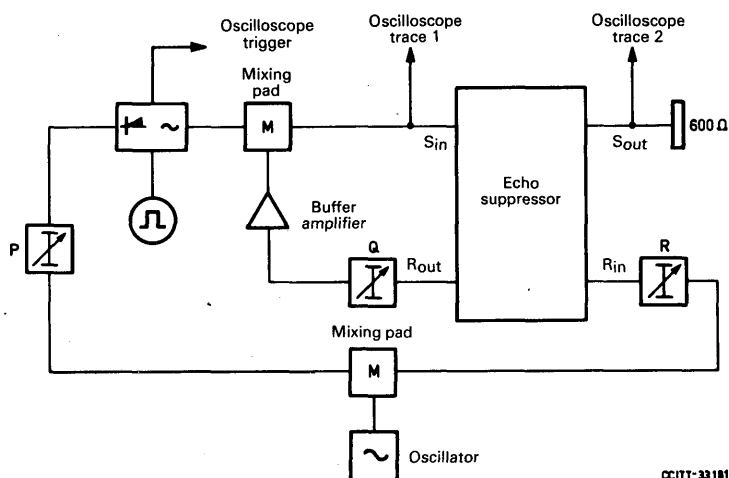 Oscilloscope
trigger
Oscilloscope
trace 1
Oscilloscope
trace 2
Mixing
pad
M
Sin
Sout
600 Ω
Echo
suppressor
Buffer
amplifier
P
Q
Rout
Rin
R
Mixing pad
M
Oscillator
CCITT-33181